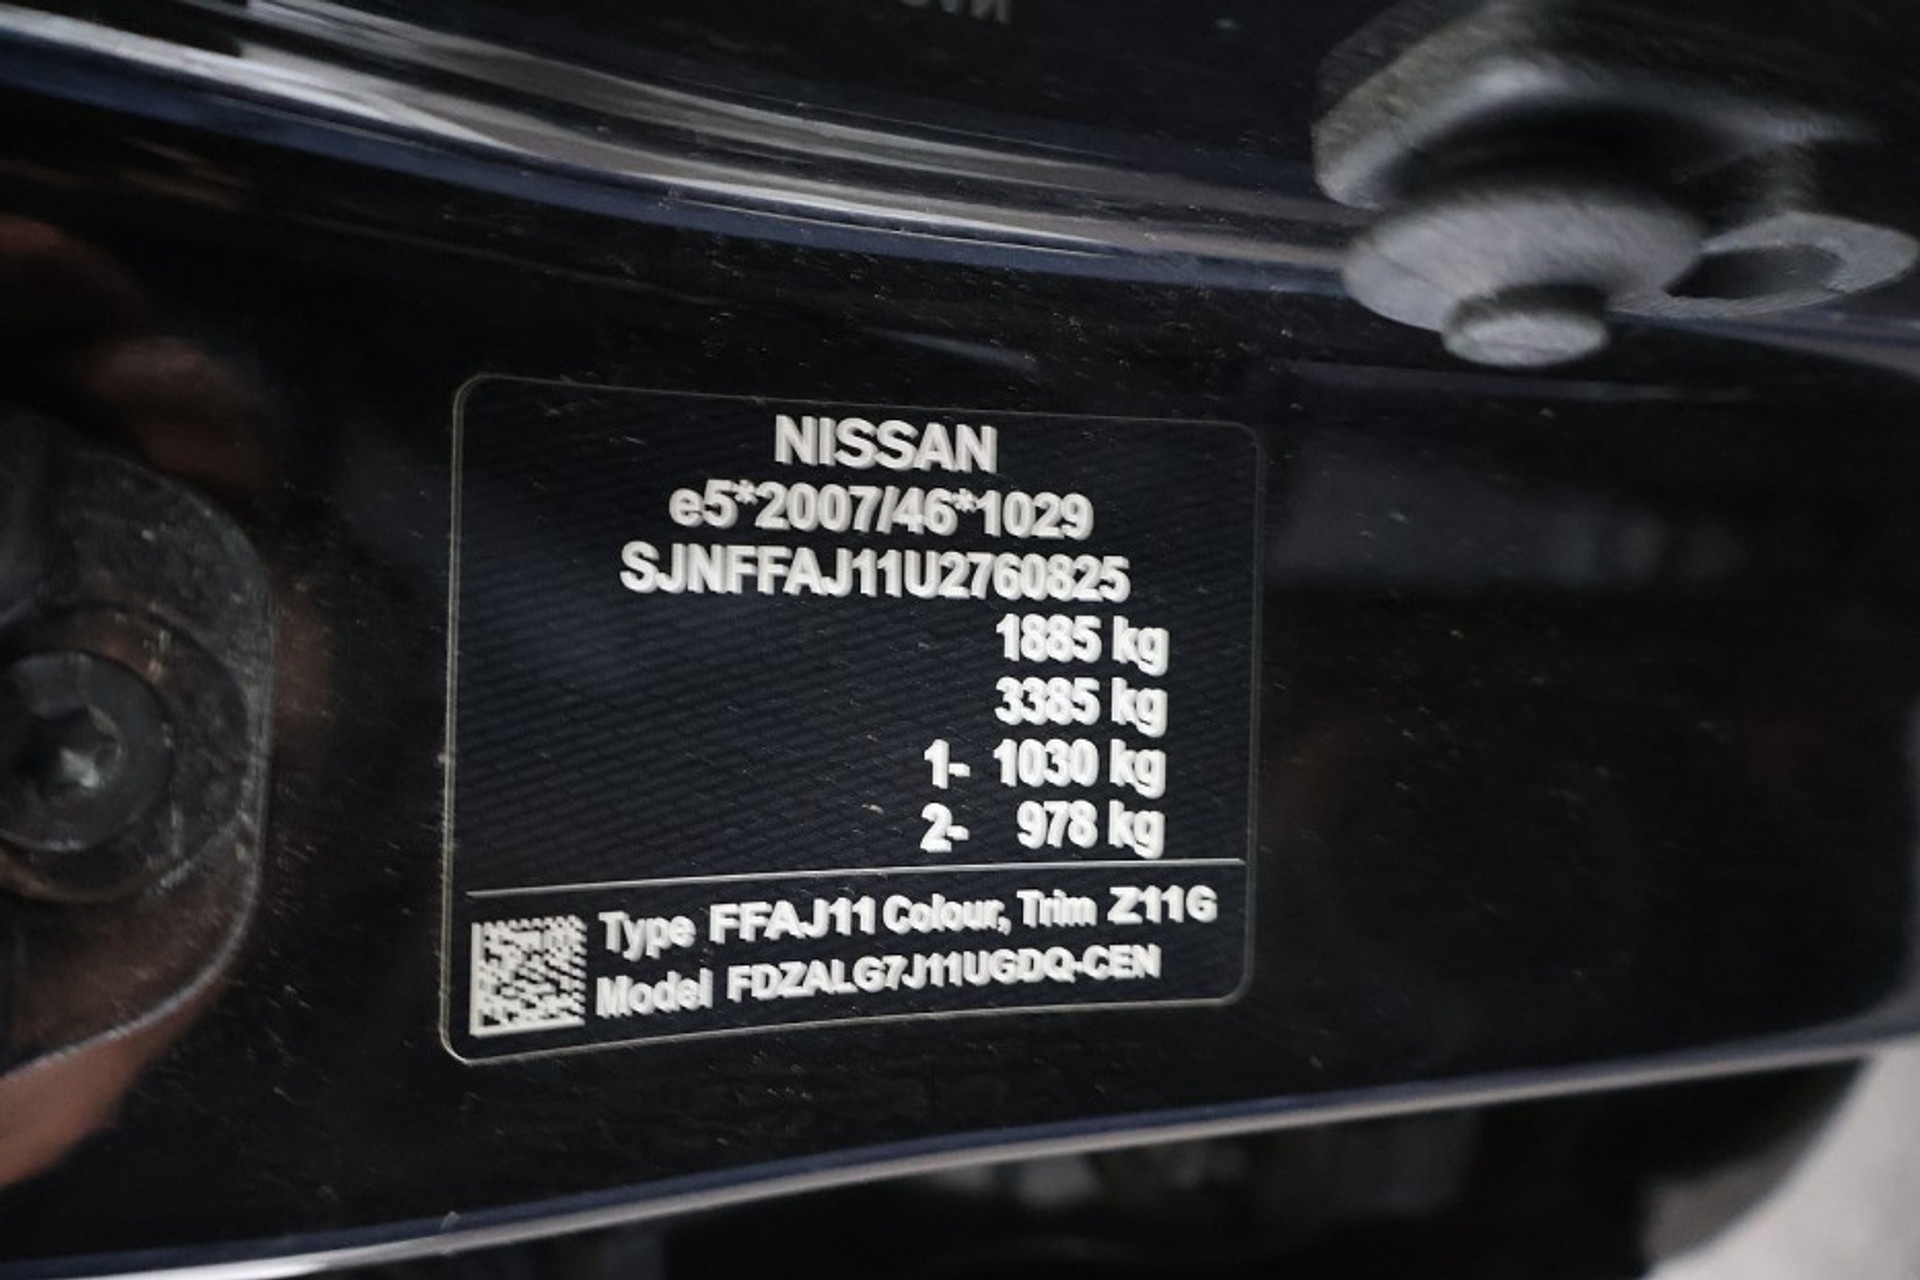 NISSAN
e5*2007/46*1029
SJNFFAJ11U2760825
1885 kg
3385 kg
1- 1030 kg
2- 978 kg
Type FFAJ11 Colour, Trim Z11G
Model FDZALG7J11UGDQ-CEN